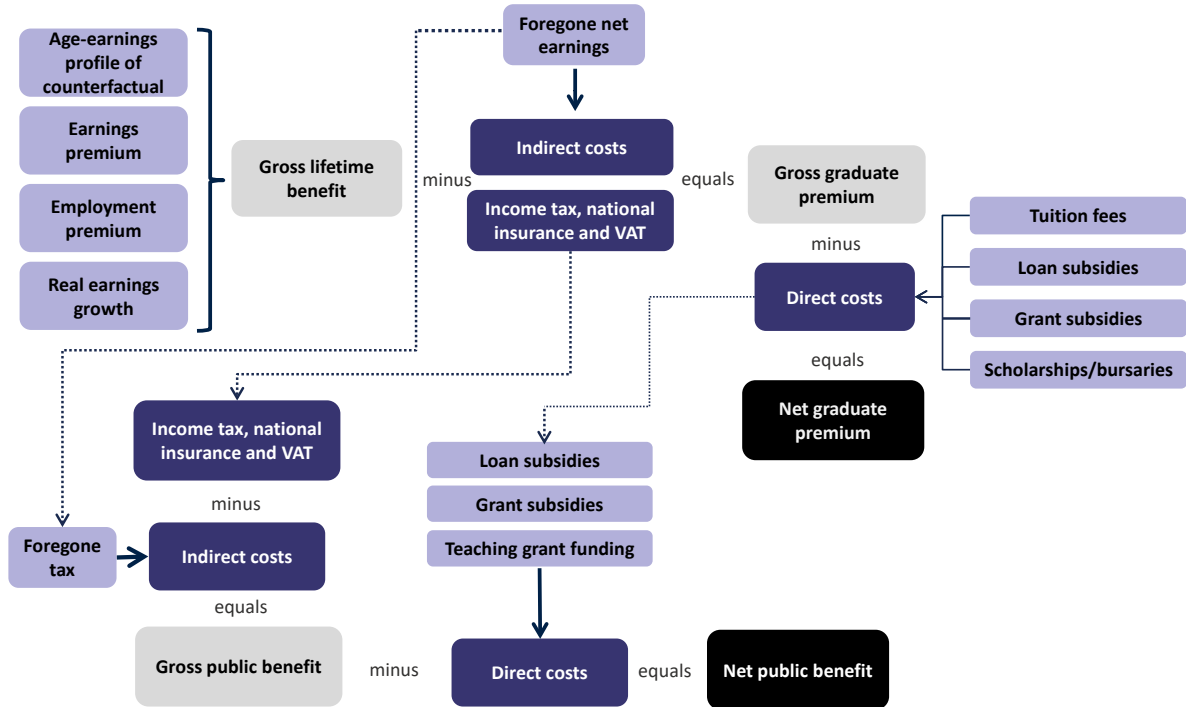 Age-earnings
profile of
counterfactual
Earnings
premium
Employment
premium
Real earnings
growth
Gross lifetime
benefit
minus
Foregone net
earnings
Indirect costs
Income tax, national
insurance and VAT
equals
Gross graduate
premium
minus
Direct costs
equals
Net graduate
premium
Tuition fees
Loan subsidies
Grant subsidies
Scholarships/bursaries
Income tax, national
insurance and VAT
minus
Foregone
tax
Indirect costs
equals
Gross public benefit
minus
Loan subsidies
Grant subsidies
Teaching grant funding
Direct costs
equals
Net public benefit